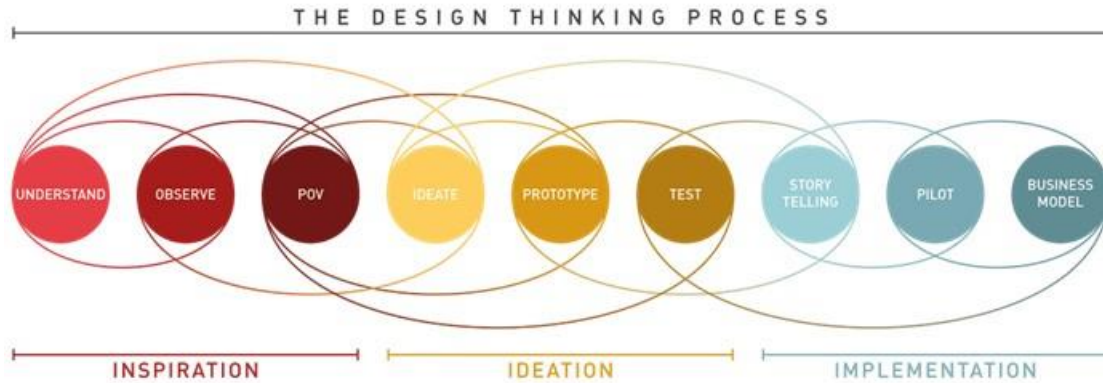 THE DESIGN THINKING PROCESS
UNDERSTAND
OBSERVE
POV
IDEATE
PROTOTYPE
TEST
STORY
TELLING
PILOT
BUSINESS
MODEL
INSPIRATION
IDEATION
IMPLEMENTATION